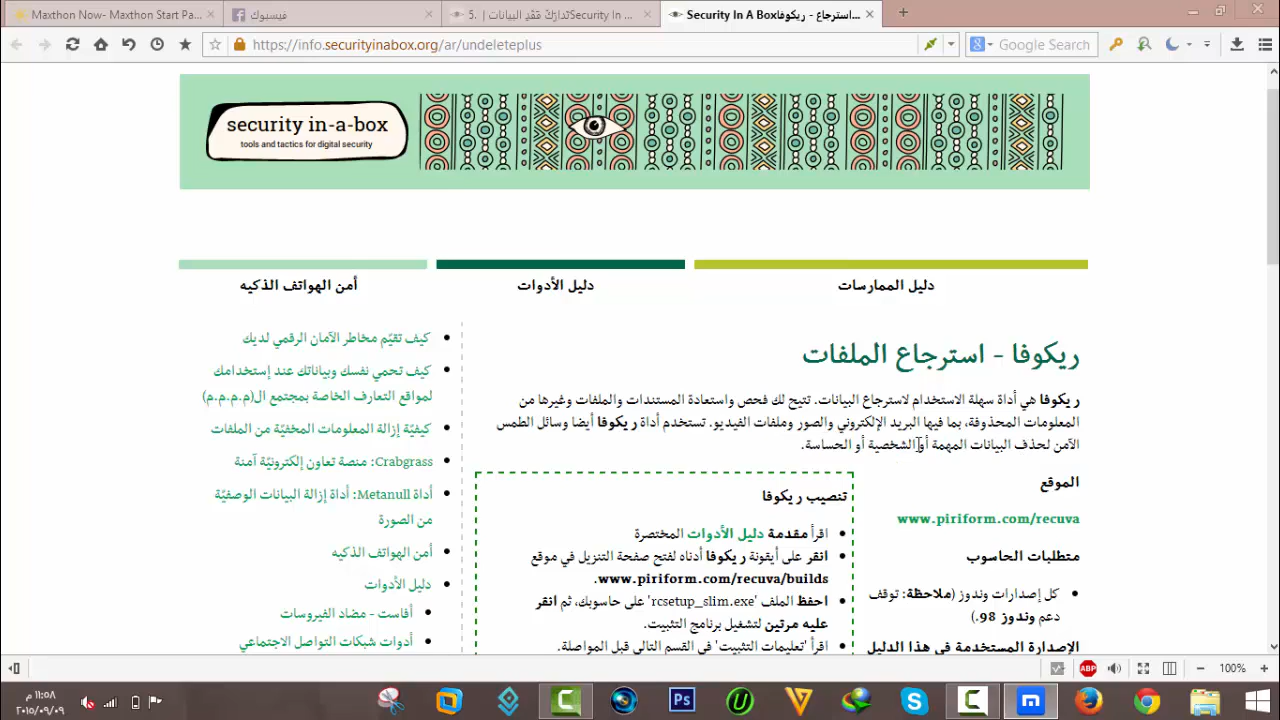 Maxthon Now- Maxthon Start Pa...
فيسبوك
5. تدارُك فَقدِ البيانات | Security In ...
Security In A Box استرجاع - ريكوفا...
https://info.securityinabox.org/ar/undeleteplus
Google Search
security in-a-box
tools and tactics for digital security
دليل الممارسات
دليل الأدوات
أمن الهواتف الذكيه
ريكوفا - استرجاع الملفات
ريكوفا هي أداة سهلة الاستخدام لاسترجاع البيانات. تتيح لك فحص واستعادة المستندات والملفات وغيرها من
المعلومات المحذوفة، بما فيها البريد الإلكتروني والصور وملفات الفيديو. تستخدم أداة ريكوفا أيضا وسائل الطمس
الآمن لحذف البيانات المهمة أو الشخصية أو الحساسة.
الموقع
www.piriform.com/recuva
متطلبات الحاسوب
كل إصدارات وندوز (ملاحظة: توقف
دعم وندوز 98.)
الإصدارة المستخدمة في هذا الدليل
تنصيب ريكوفا
اقرأ مقدمة دليل الأدوات المختصرة
انقر على أيقونة ريكوفا أدناه لفتح صفحة التنزيل في موقع
www.piriform.com/recuva/builds.
احفظ الملف 'rcsetup_slim.exe' على حاسوبك، ثم انقر
عليه مرتين لتشغيل برنامج التثبيت.
اقرأ 'تعليمات التثبيت' في القسم التالي قبل المواصلة.
كيف تقيّم مخاطر الآمان الرقمي لديك
كيف تحمي نفسك وبياناتك عند إستخدامك
لمواقع التعارف الخاصة بمجتمع ال(م.م.م.م)
كيفيّة إزالة المعلومات المخفيّة من الملفات
Crabgrass: منصة تعاون إلكترونيّة آمنة
أداة Metanull: أداة إزالة البيانات الوصفيّة
من الصورة
أمن الهواتف الذكيه
دليل الأدوات
أفاست - مضاد الفيروسات
أدوات شبكات التواصل الاجتماعي
ABP
100%
١١:٥٨ م
٢٠١٥/٠٩/٠٩
Ps